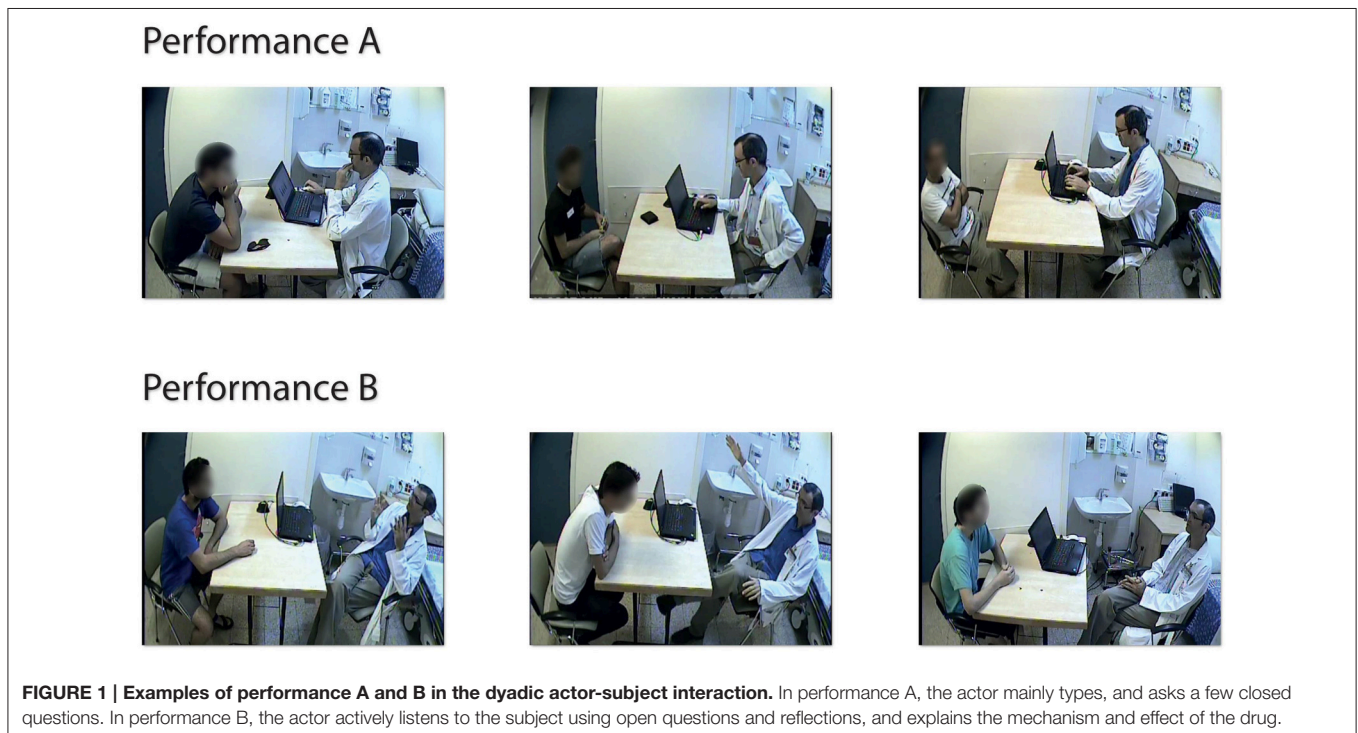 Performance A
Performance B
FIGURE 1 | Examples of performance A and B in the dyadic actor-subject interaction. In performance A, the actor mainly types, and asks a few closed
questions. In performance B, the actor actively listens to the subject using open questions and reflections, and explains the mechanism and effect of the drug.